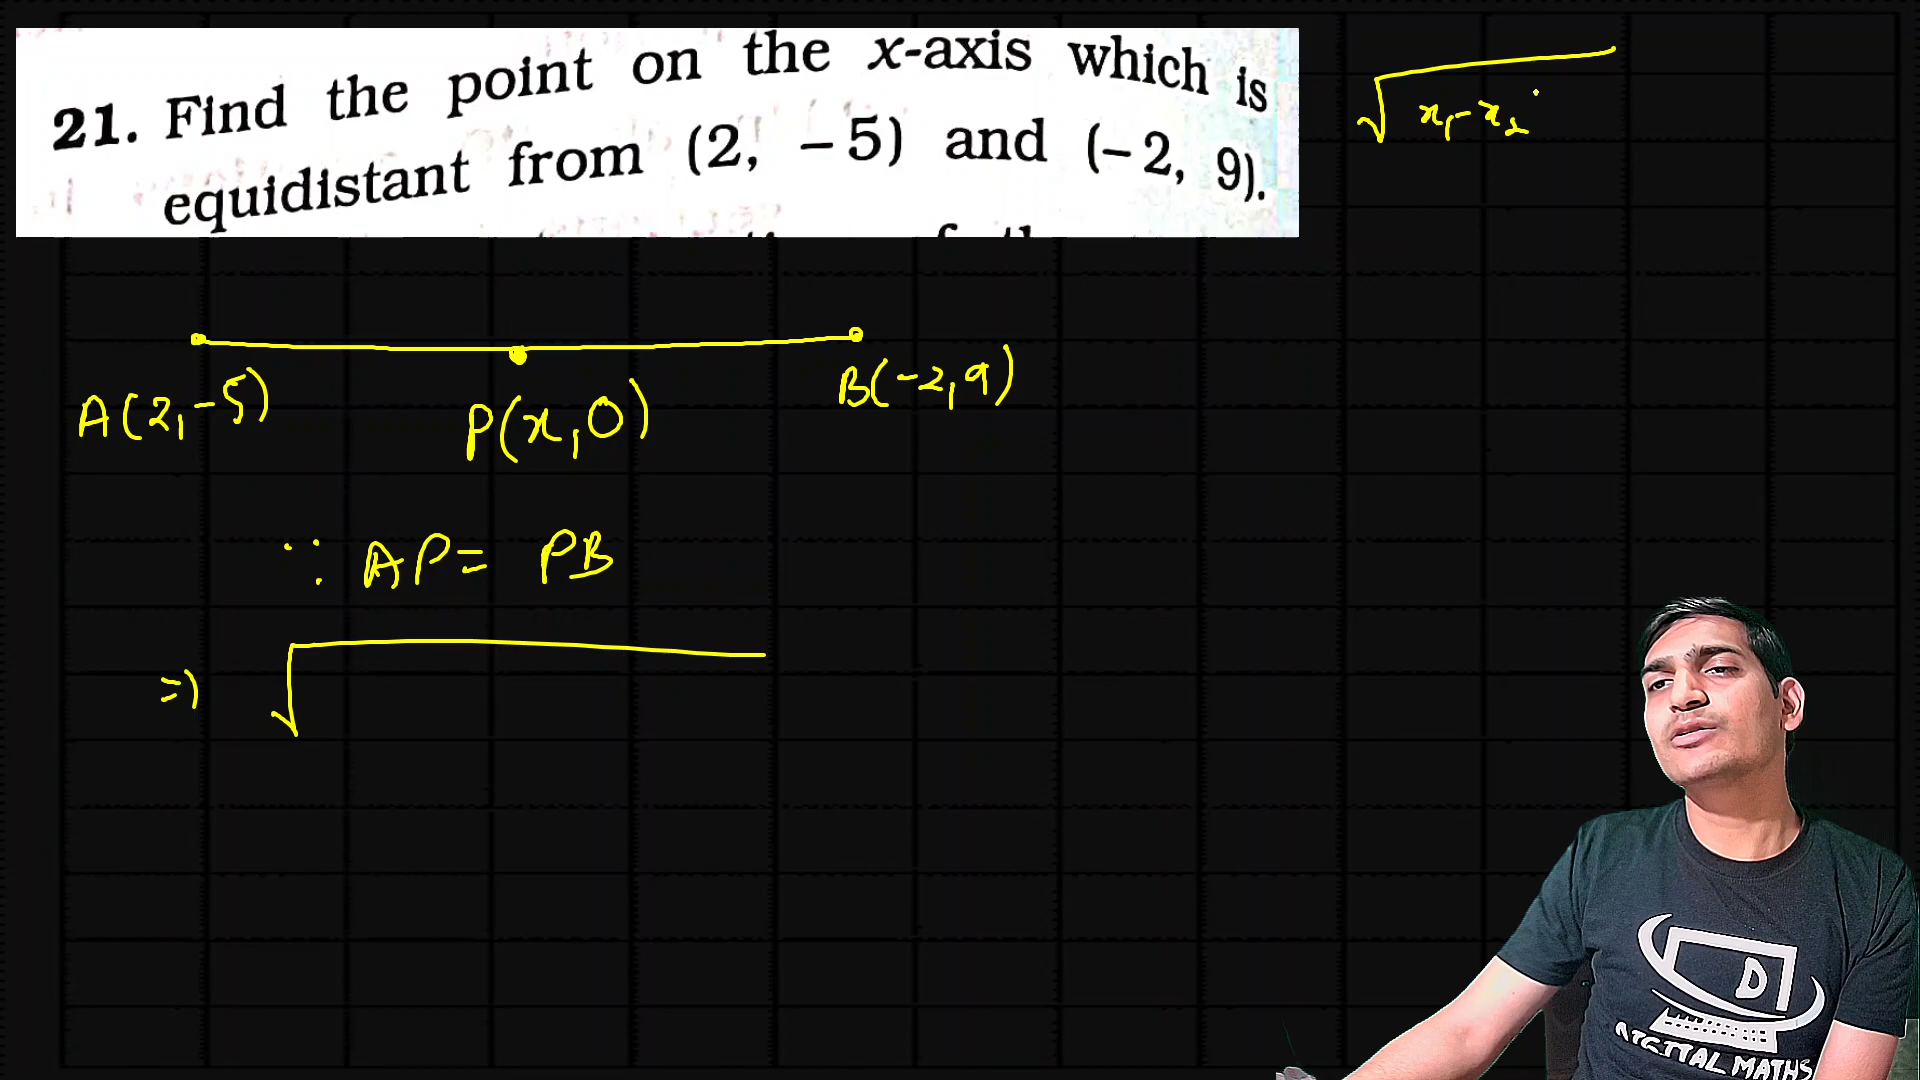 21. Find the point on the x-axis which is
equidistant from (2, –5) and (–2, 9).
√x₁-x₂
A(2,-5)
P(x,0)
B(-2,9)
∵ AP = PB
=> √
D
DIGITAL MATHS